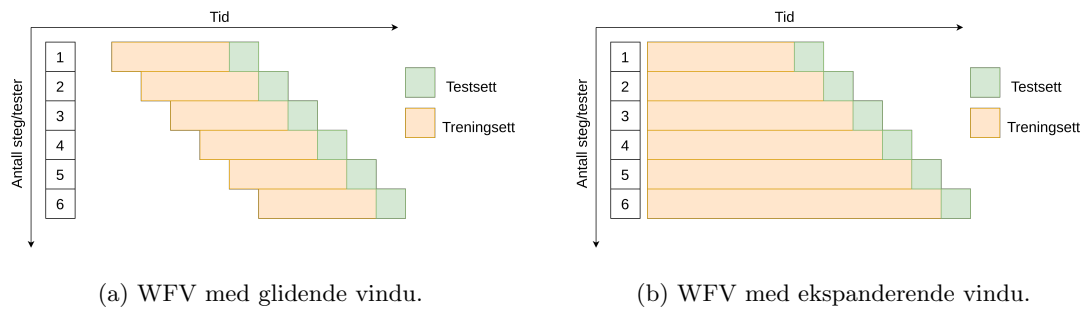 Tid
Antall steg/tester
1
2
3
4
5
6
Testsett
Treningsett
(a) WFV med glidende vindu.
Tid
Antall steg/tester
1
2
3
4
5
6
Testsett
Treningsett
(b) WFV med ekspanderende vindu.